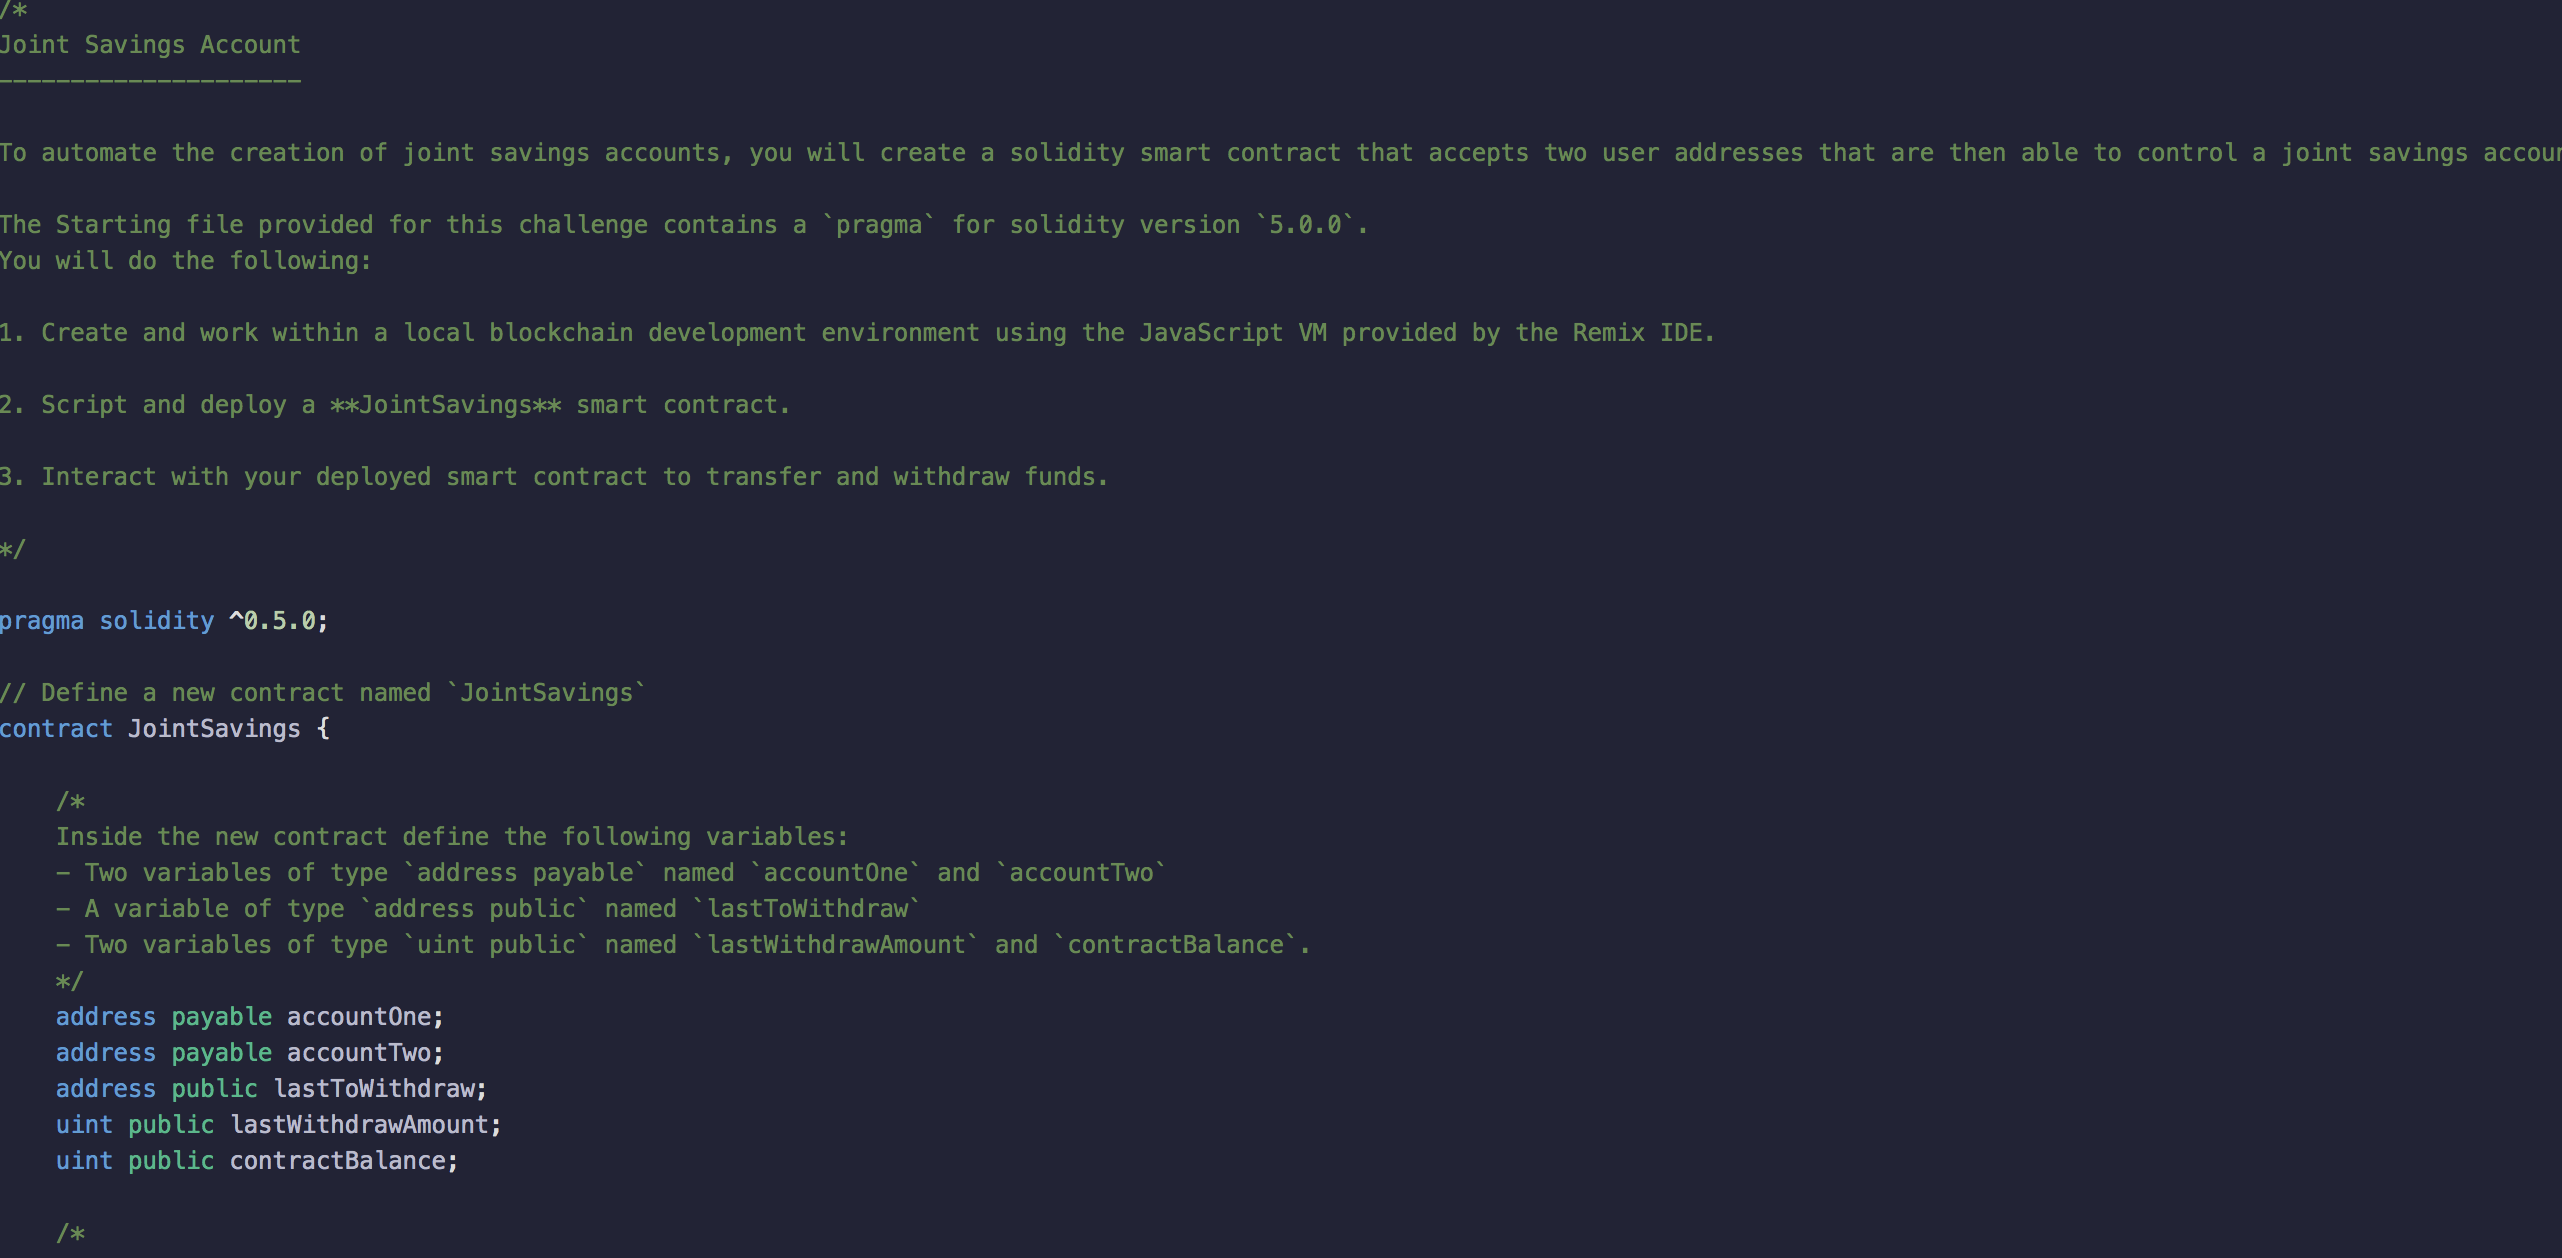 /*
Joint Savings Account
---------------------
To automate the creation of joint savings accounts, you will create a solidity smart contract that accepts two user addresses that are then able to control a joint savings accoun
The Starting file provided for this challenge contains a `pragma` for solidity version `5.0.0`.
You will do the following:
1. Create and work within a local blockchain development environment using the JavaScript VM provided by the Remix IDE.
2. Script and deploy a **JointSavings** smart contract.
3. Interact with your deployed smart contract to transfer and withdraw funds.
*/
pragma solidity ^0.5.0;
// Define a new contract named `JointSavings`
contract JointSavings {
/*
Inside the new contract define the following variables:
- Two variables of type `address payable` named `accountOne` and `accountTwo`
- A variable of type `address public` named `lastToWithdraw`
- Two variables of type `uint public` named `lastWithdrawAmount` and `contractBalance`.
*/
address payable accountOne;
address payable accountTwo;
address public lastToWithdraw;
uint public lastWithdrawAmount;
uint public contractBalance;
/*